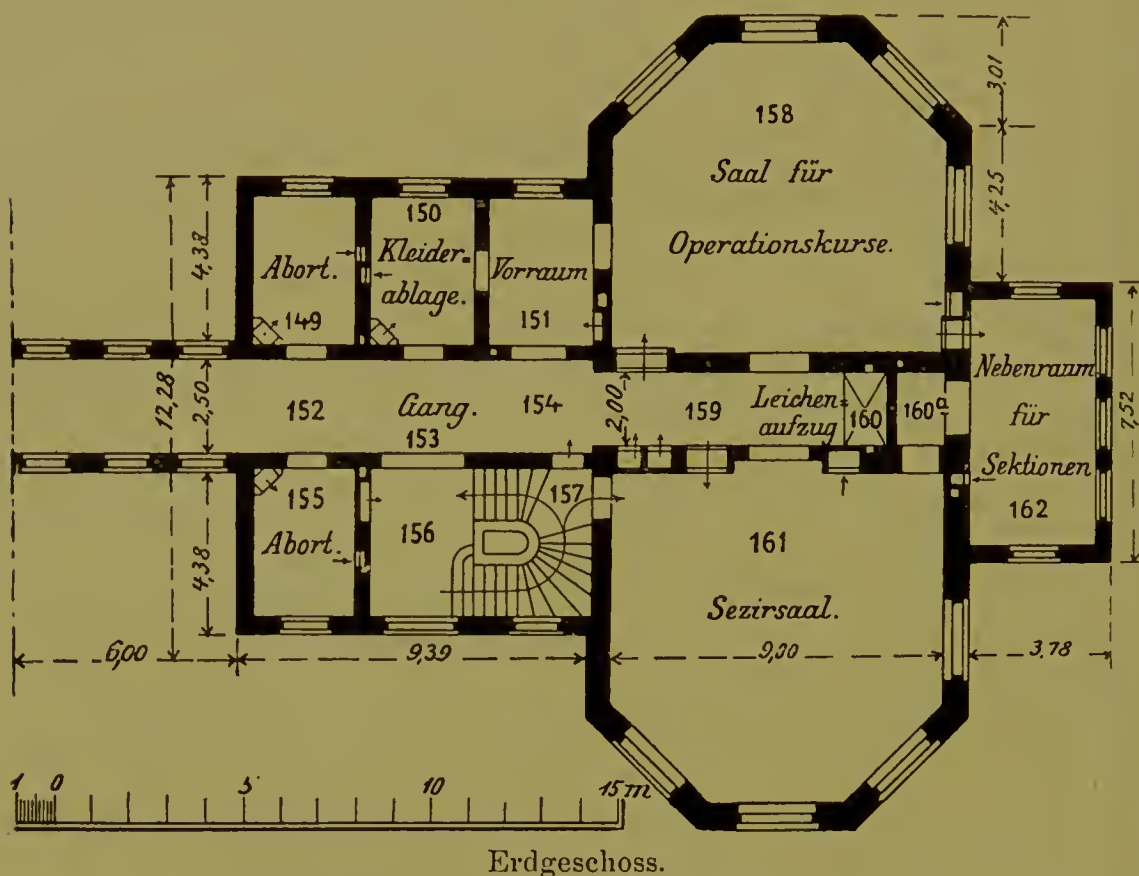 3,01
158
Saal für
Operationskurse.
4,25
4,38
Abort.
149
150
Kleider-
ablage.
Vorraum
151
12,28
2,50
152
Gang.
153
154
2,00
159
Leichen
aufzug
160
160a
Nebenraum
für
Sektionen
162
7,52
4,38
155
Abort.
156
157
161
Sezirsaal.
6,00
9,39
9,00
3,78
1 0 5 10 15 m
Erdgeschoss.